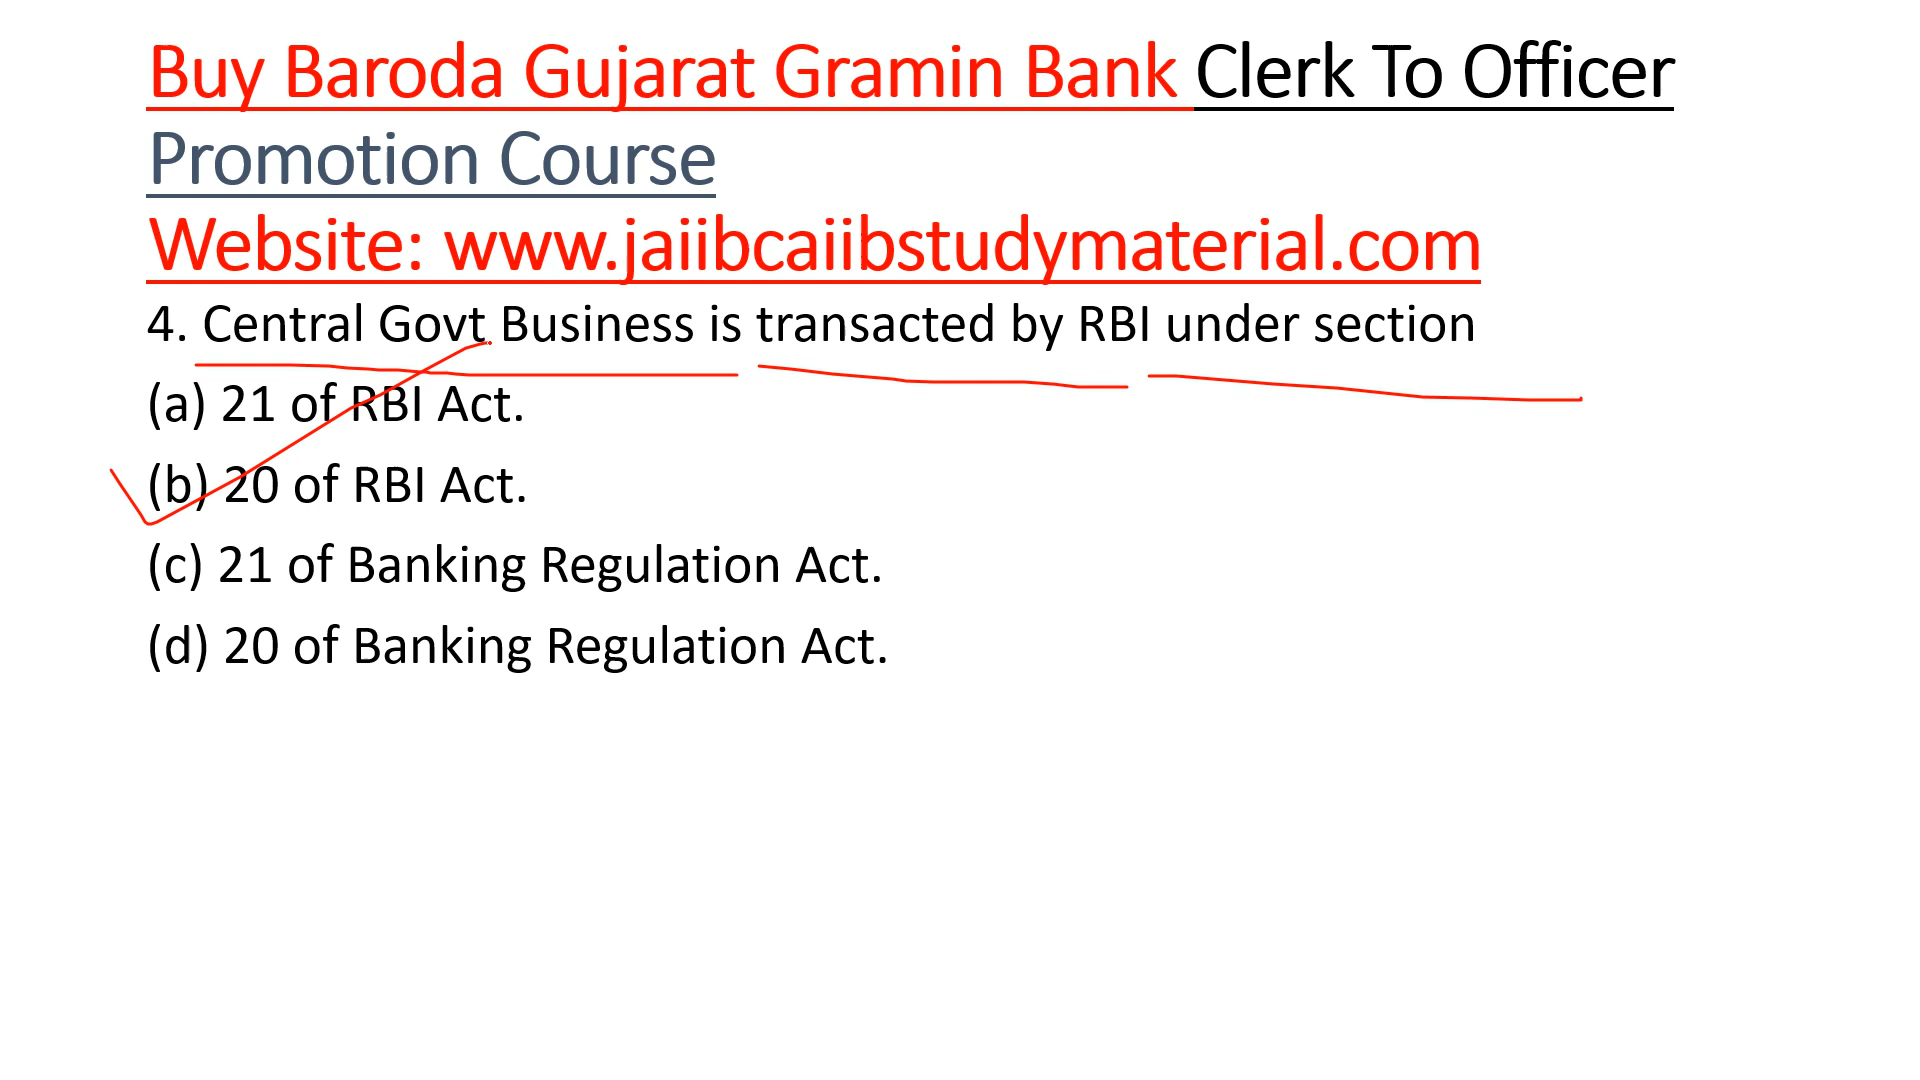 Buy Baroda Gujarat Gramin Bank Clerk To Officer
Promotion Course
Website: www.jaiibcaiibstudymaterial.com
4. Central Govt Business is transacted by RBI under section
(a) 21 of RBI Act.
(b) 20 of RBI Act.
(c) 21 of Banking Regulation Act.
(d) 20 of Banking Regulation Act.